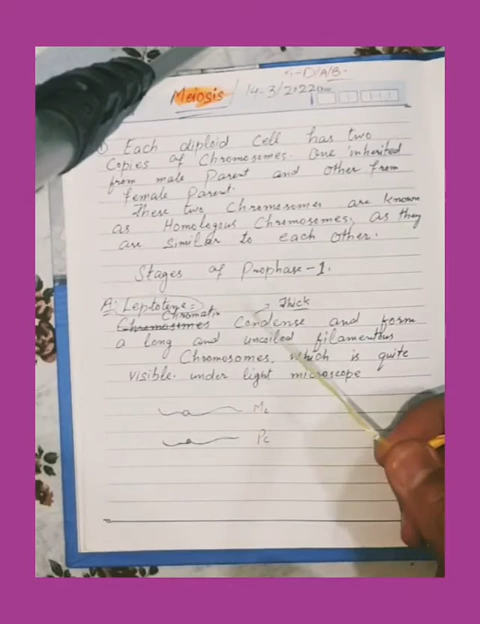 :- D/A/B-
Meiosis 14-3/2022
① Each diploid Cell has two
Copies of Chromosomes. One inherited
from male Parent and other from
female Parent.
These two Chromosomes are known
as Homologous Chromosomes, as they
are similar to each other.
Stages of Prophase-1.
A: Leptotene:
Chromatin Thick
Chromosomes Condense and form
a long and uncoiled filamentous
Chromosomes, which is quite
visible under light microscope
Mc
Pc